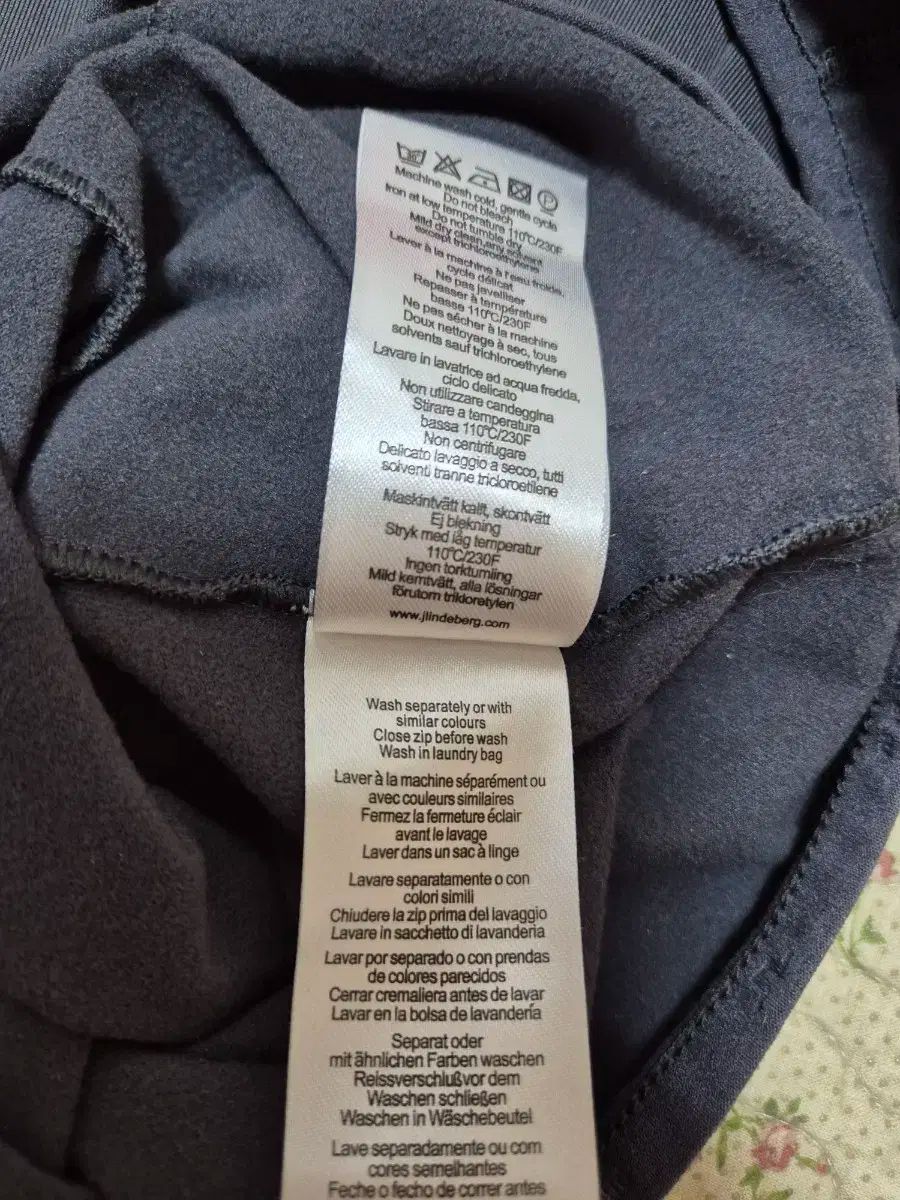 Machine wash cold, gentle cycle
Do not bleach
Iron at low temperature 110°C/230F
Do not tumble dry
Mild dry clean,any solvent
except trichloroethylene
Laver à la machine à l'eau froide,
cycle délicat
Ne pas javelliser
Repasser à température
basse 110°C/230F
Ne pas sécher à la machine
Doux nettoyage à sec, tous
solvents sauf trichloroethylene
Lavare in lavatrice ad acqua fredda,
ciclo delicato
Non utilizzare candeggina
Stirare a temperatura
bassa 110°C/230F
Non centrifugare
Delicato lavaggio a secco, tutti
solventi tranne tricloroetilene
Maskintvätt kallt, skontvätt
Ej blekning
Stryk med låg temperatur
110°C/230F
Ingen torktumling
Mild kemtvätt, alla lösningar
förutom trikloretylen
www.jlindeberg.com
Wash separately or with
similar colours
Close zip before wash
Wash in laundry bag
Laver à la machine séparément ou
avec couleurs similaires
Fermez la fermeture éclair
avant le lavage
Laver dans un sac à linge
Lavare separatamente o con
colori simili
Chiudere la zip prima del lavaggio
Lavare in sacchetto di lavanderia
Lavar por separado o con prendas
de colores parecidos
Cerrar cremaliera antes de lavar
Lavar en la bolsa de lavandería
Separat oder
mit ähnlichen Farben waschen
Reissverschluß vor dem
Waschen schließen
Waschen in Wäschebeutel
Lave separadamente ou com
cores semelhantes
Feche o fecho de correr antes